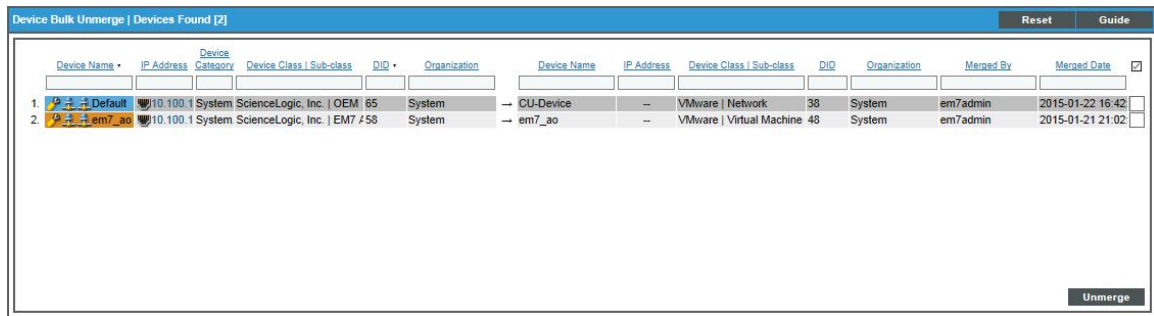 Device Bulk Unmerge | Devices Found [2] Reset Guide
Device
Device Name IP Address Category Device Class | Sub-class DID Organization Device Name IP Address Device Class | Sub-class DID Organization Merged By Merged Date
1. Default 10.100.1 System ScienceLogic, Inc. | OEM 65 System → CU-Device -- VMware | Network 38 System em7admin 2015-01-22 16:42:
2. em7_ao 10.100.1 System ScienceLogic, Inc. | EM7 58 System → em7_ao -- VMware | Virtual Machine 48 System em7admin 2015-01-21 21:02:
Unmerge